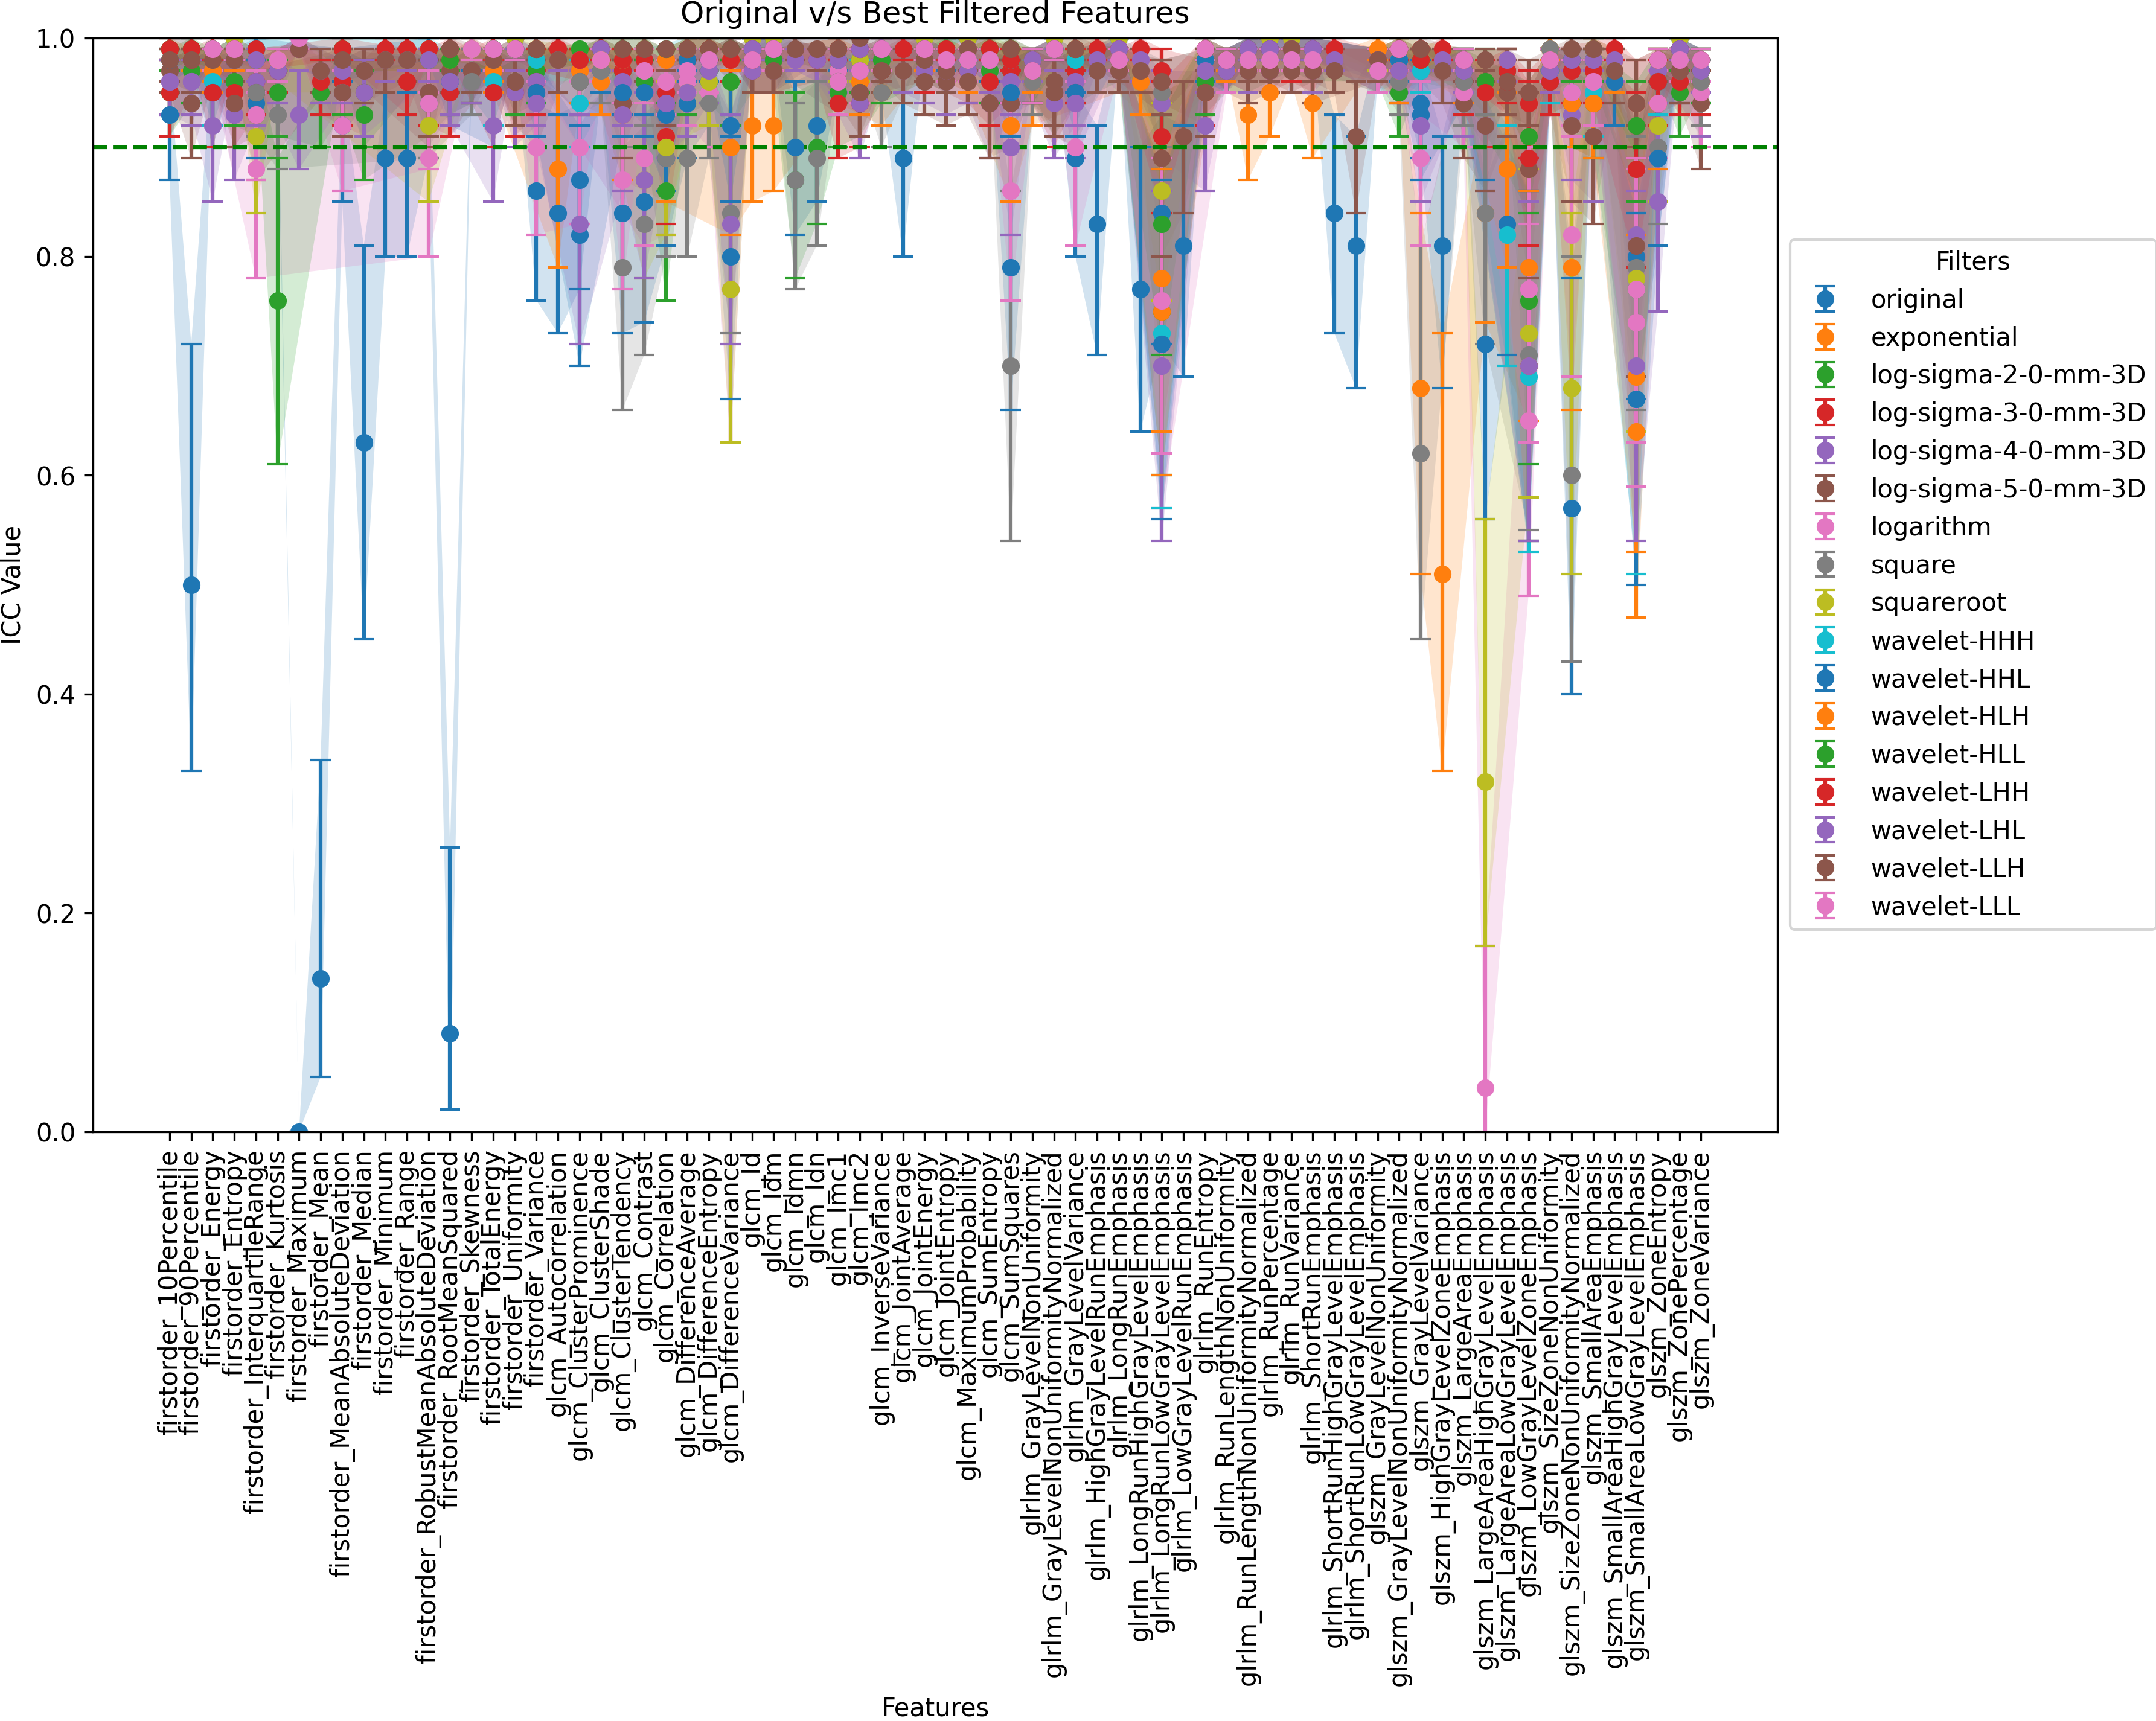 Original v/s Best Filtered Features
ICC Value
1.0
0.8
0.6
0.4
0.2
0.0
Filters
original
exponential
log-sigma-2-0-mm-3D
log-sigma-3-0-mm-3D
log-sigma-4-0-mm-3D
log-sigma-5-0-mm-3D
logarithm
square
squareroot
wavelet-HHH
wavelet-HHL
wavelet-HLH
wavelet-HLL
wavelet-LHH
wavelet-LHL
wavelet-LLH
wavelet-LLL
firstorder_10Percentile
firstorder_90Percentile
firstorder_Energy
firstorder_Entropy
firstorder_InterquartileRange
firstorder_Kurtosis
firstorder_Maximum
firstorder_Mean
firstorder_MeanAbsoluteDeviation
firstorder_Median
firstorder_Minimum
firstorder_Range
firstorder_RobustMeanAbsoluteDeviation
firstorder_RootMeanSquared
firstorder_Skewness
firstorder_TotalEnergy
firstorder_Uniformity
firstorder_Variance
glcm_Autocorrelation
glcm_ClusterProminence
glcm_ClusterShade
glcm_ClusterTendency
glcm_Contrast
glcm_Correlation
glcm_DifferenceAverage
glcm_DifferenceEntropy
glcm_DifferenceVariance
glcm_Id
glcm_Idm
glcm_Idmn
glcm_Idn
glcm_Imc1
glcm_Imc2
glcm_InverseVariance
glcm_JointAverage
glcm_JointEnergy
glcm_JointEntropy
glcm_MaximumProbability
glcm_SumEntropy
glcm_SumSquares
glrlm_GrayLevelNonUniformity
glrlm_GrayLevelNonUniformityNormalized
glrlm_GrayLevelVariance
glrlm_HighGrayLevelRunEmphasis
glrlm_LongRunEmphasis
glrlm_LongRunHighGrayLevelEmphasis
glrlm_LongRunLowGrayLevelEmphasis
glrlm_LowGrayLevelRunEmphasis
glrlm_RunEntropy
glrlm_RunLengthNonUniformity
glrlm_RunLengthNonUniformityNormalized
glrlm_RunPercentage
glrlm_RunVariance
glrlm_ShortRunEmphasis
glrlm_ShortRunHighGrayLevelEmphasis
glrlm_ShortRunLowGrayLevelEmphasis
glszm_GrayLevelNonUniformity
glszm_GrayLevelNonUniformityNormalized
glszm_GrayLevelVariance
glszm_HighGrayLevelZoneEmphasis
glszm_LargeAreaEmphasis
glszm_LargeAreaHighGrayLevelEmphasis
glszm_LargeAreaLowGrayLevelEmphasis
glszm_LowGrayLevelZoneEmphasis
glszm_SizeZoneNonUniformity
glszm_SizeZoneNonUniformityNormalized
glszm_SmallAreaEmphasis
glszm_SmallAreaHighGrayLevelEmphasis
glszm_SmallAreaLowGrayLevelEmphasis
glszm_ZoneEntropy
glszm_ZonePercentage
glszm_ZoneVariance
Features